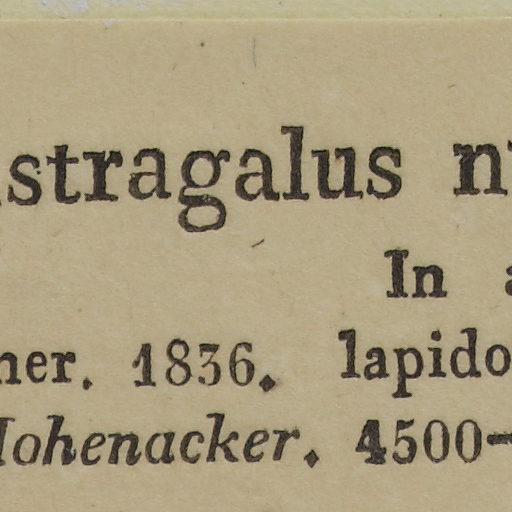 stragalus n
In a
ner. 1836. lapido
Hohenacker. 4500-